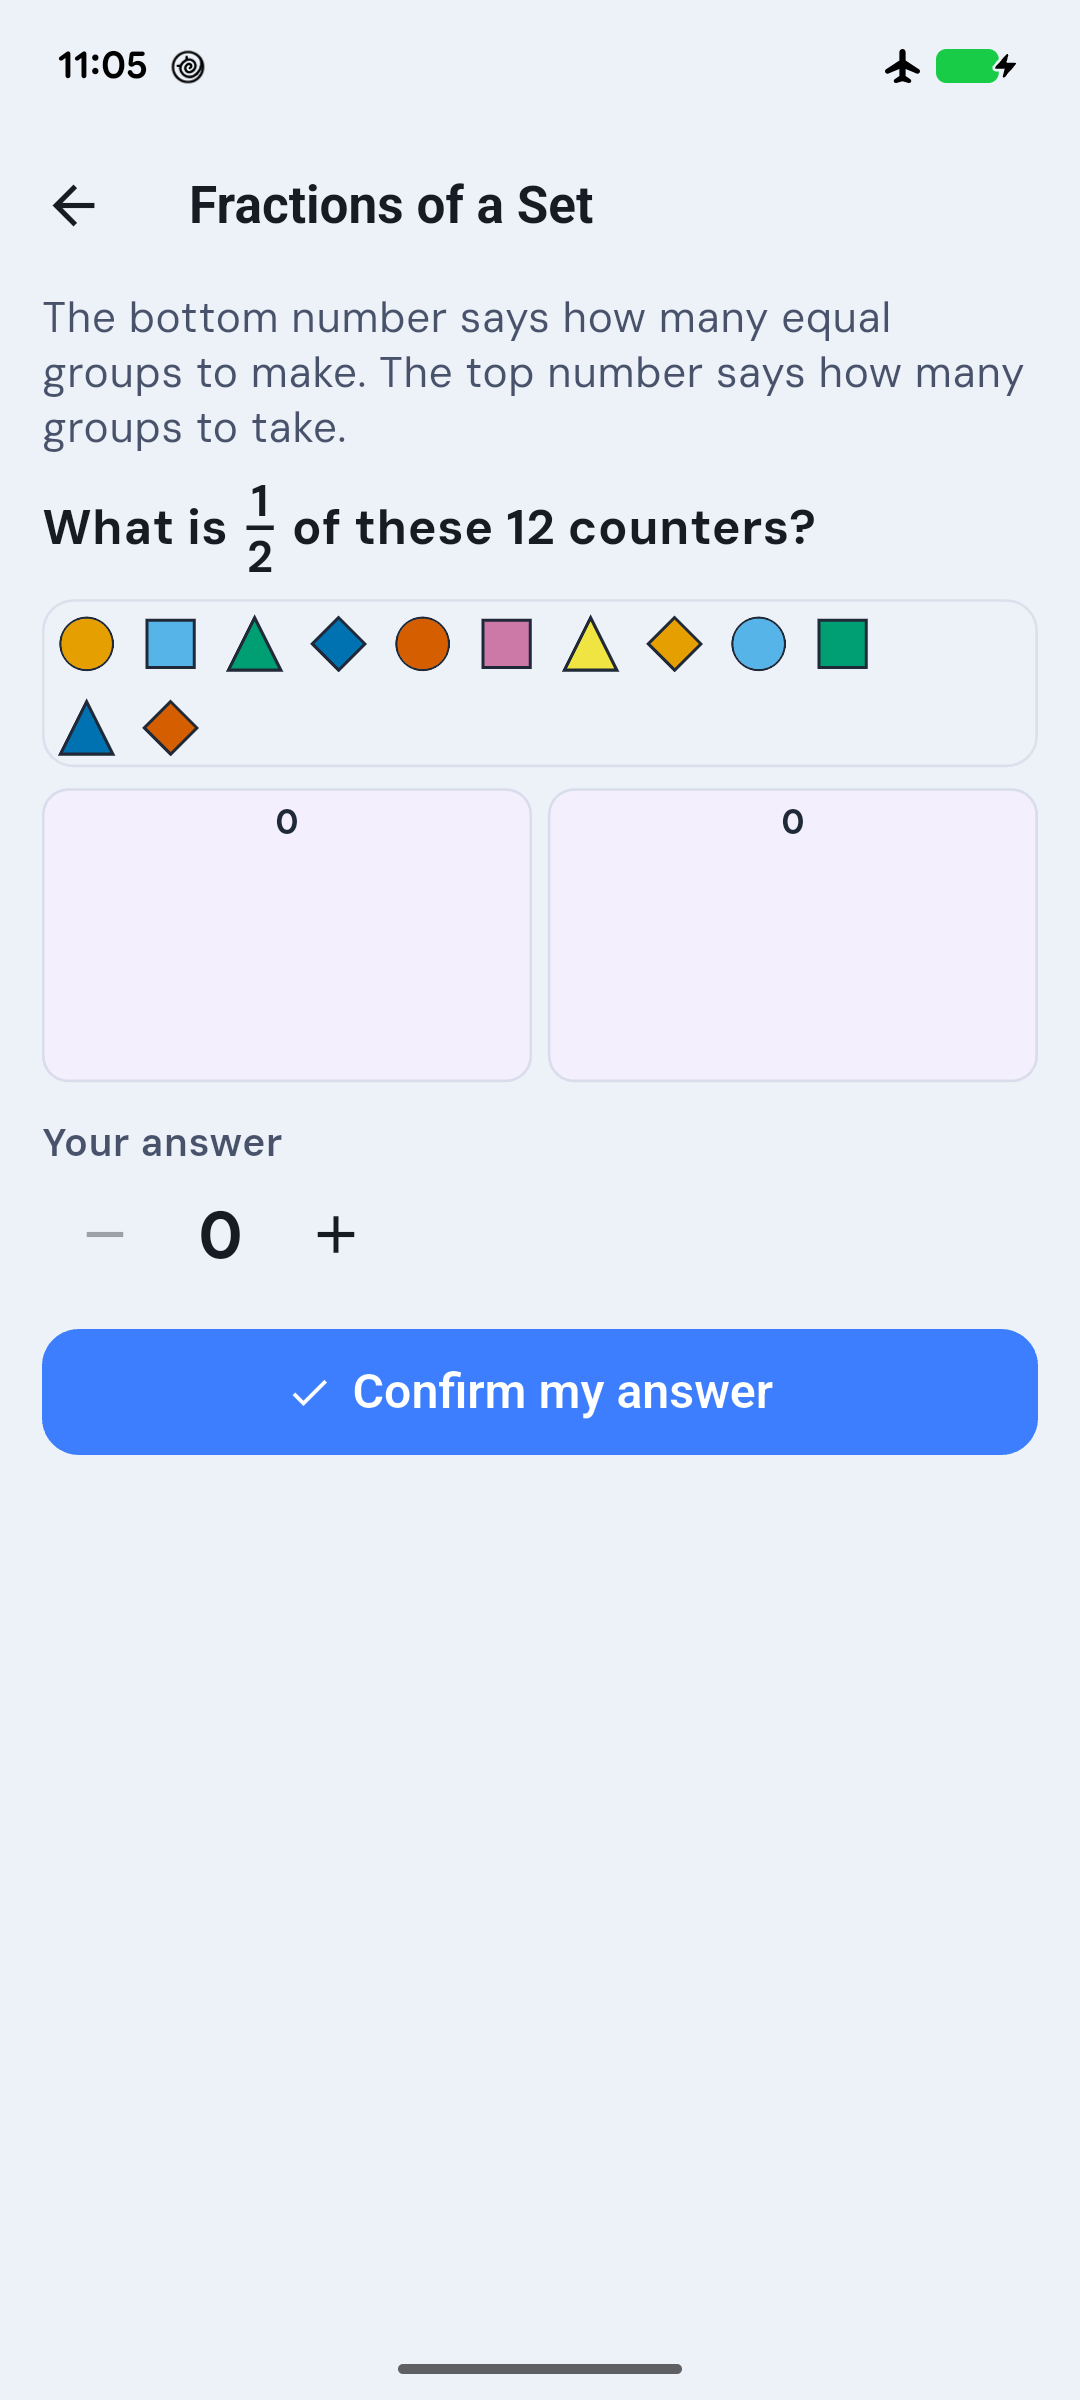 11:05
Fractions of a Set
The bottom number says how many equal
groups to make. The top number says how many
groups to take.
What is 1/2 of these 12 counters?
0 0
Your answer
− 0 +
Confirm my answer